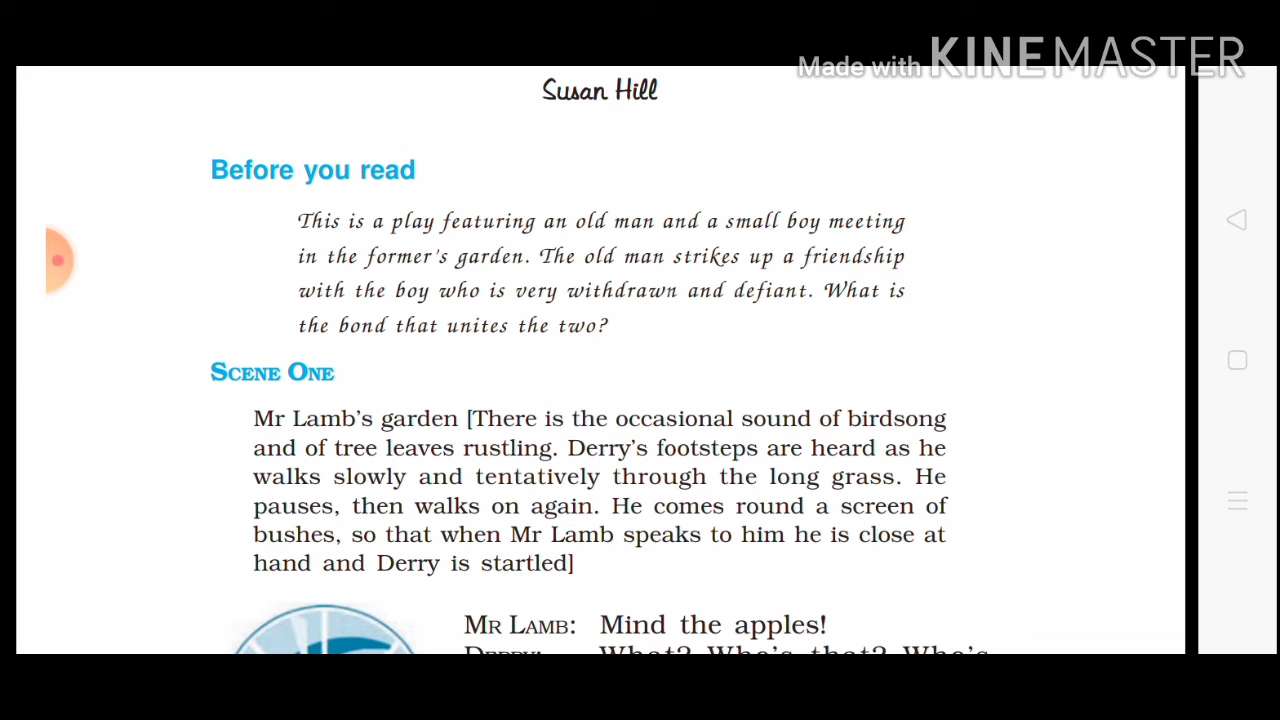 Made with KINEMASTER
Susan Hill
Before you read
This is a play featuring an old man and a small boy meeting
in the former's garden. The old man strikes up a friendship
with the boy who is very withdrawn and defiant. What is
the bond that unites the two?
SCENE ONE
Mr Lamb's garden [There is the occasional sound of birdsong
and of tree leaves rustling. Derry's footsteps are heard as he
walks slowly and tentatively through the long grass. He
pauses, then walks on again. He comes round a screen of
bushes, so that when Mr Lamb speaks to him he is close at
hand and Derry is startled]
MR LAMB: Mind the apples!
DERRY: What? Who's that? Who's